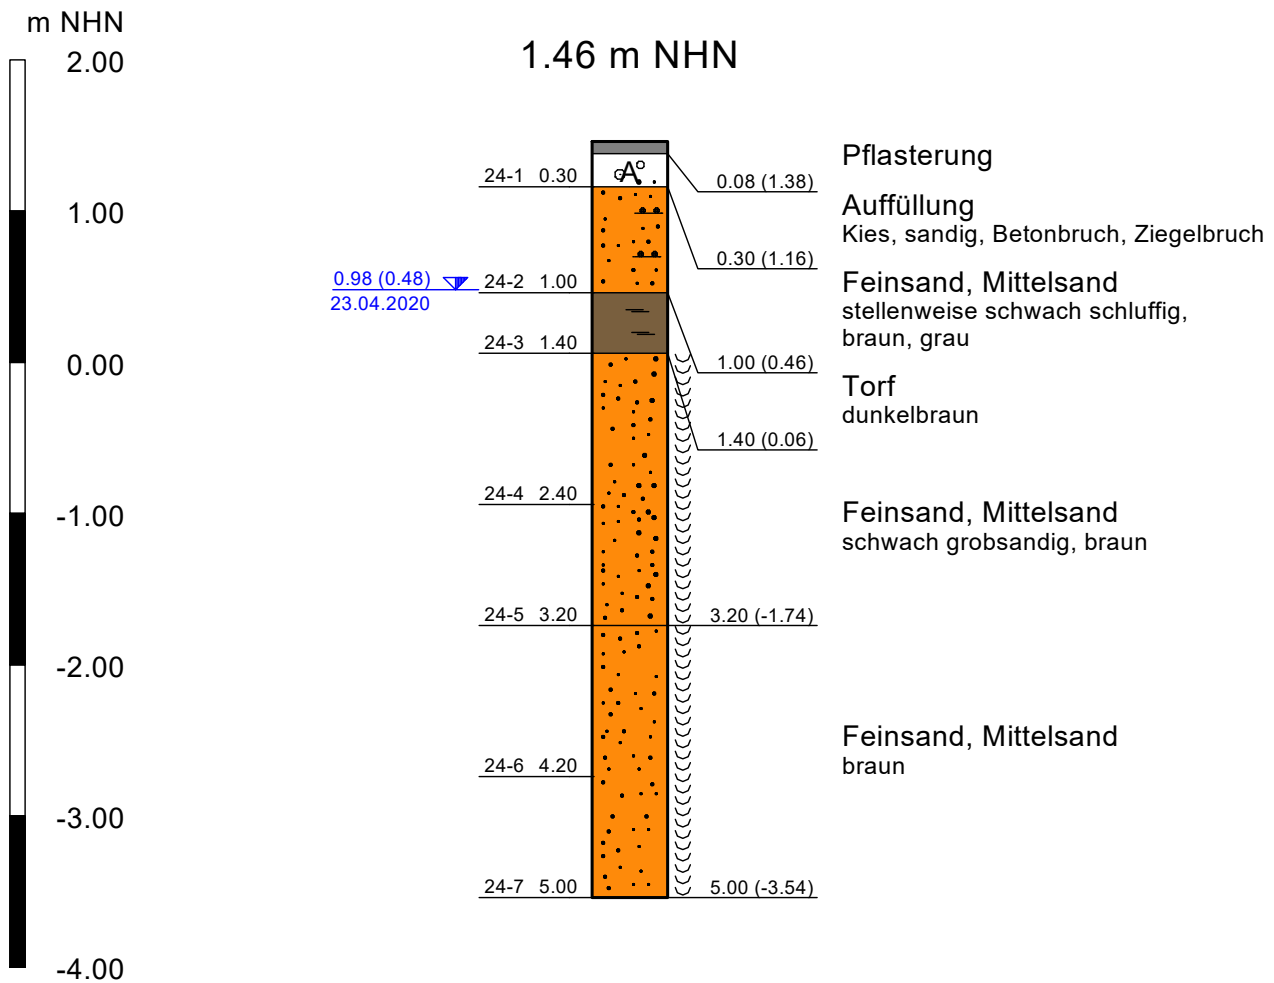 m NHN
1.46 m NHN
2.00
1.00
0.00
-1.00
-2.00
-3.00
-4.00
0.98 (0.48)
23.04.2020
24-1 0.30
24-2 1.00
24-3 1.40
24-4 2.40
24-5 3.20
24-6 4.20
24-7 5.00
A
0.08 (1.38)
0.30 (1.16)
1.00 (0.46)
1.40 (0.06)
3.20 (-1.74)
5.00 (-3.54)
Pflasterung
Auffüllung
Kies, sandig, Betonbruch, Ziegelbruch
Feinsand, Mittelsand
stellenweise schwach schluffig,
braun, grau
Torf
dunkelbraun
Feinsand, Mittelsand
schwach grobsandig, braun
Feinsand, Mittelsand
braun